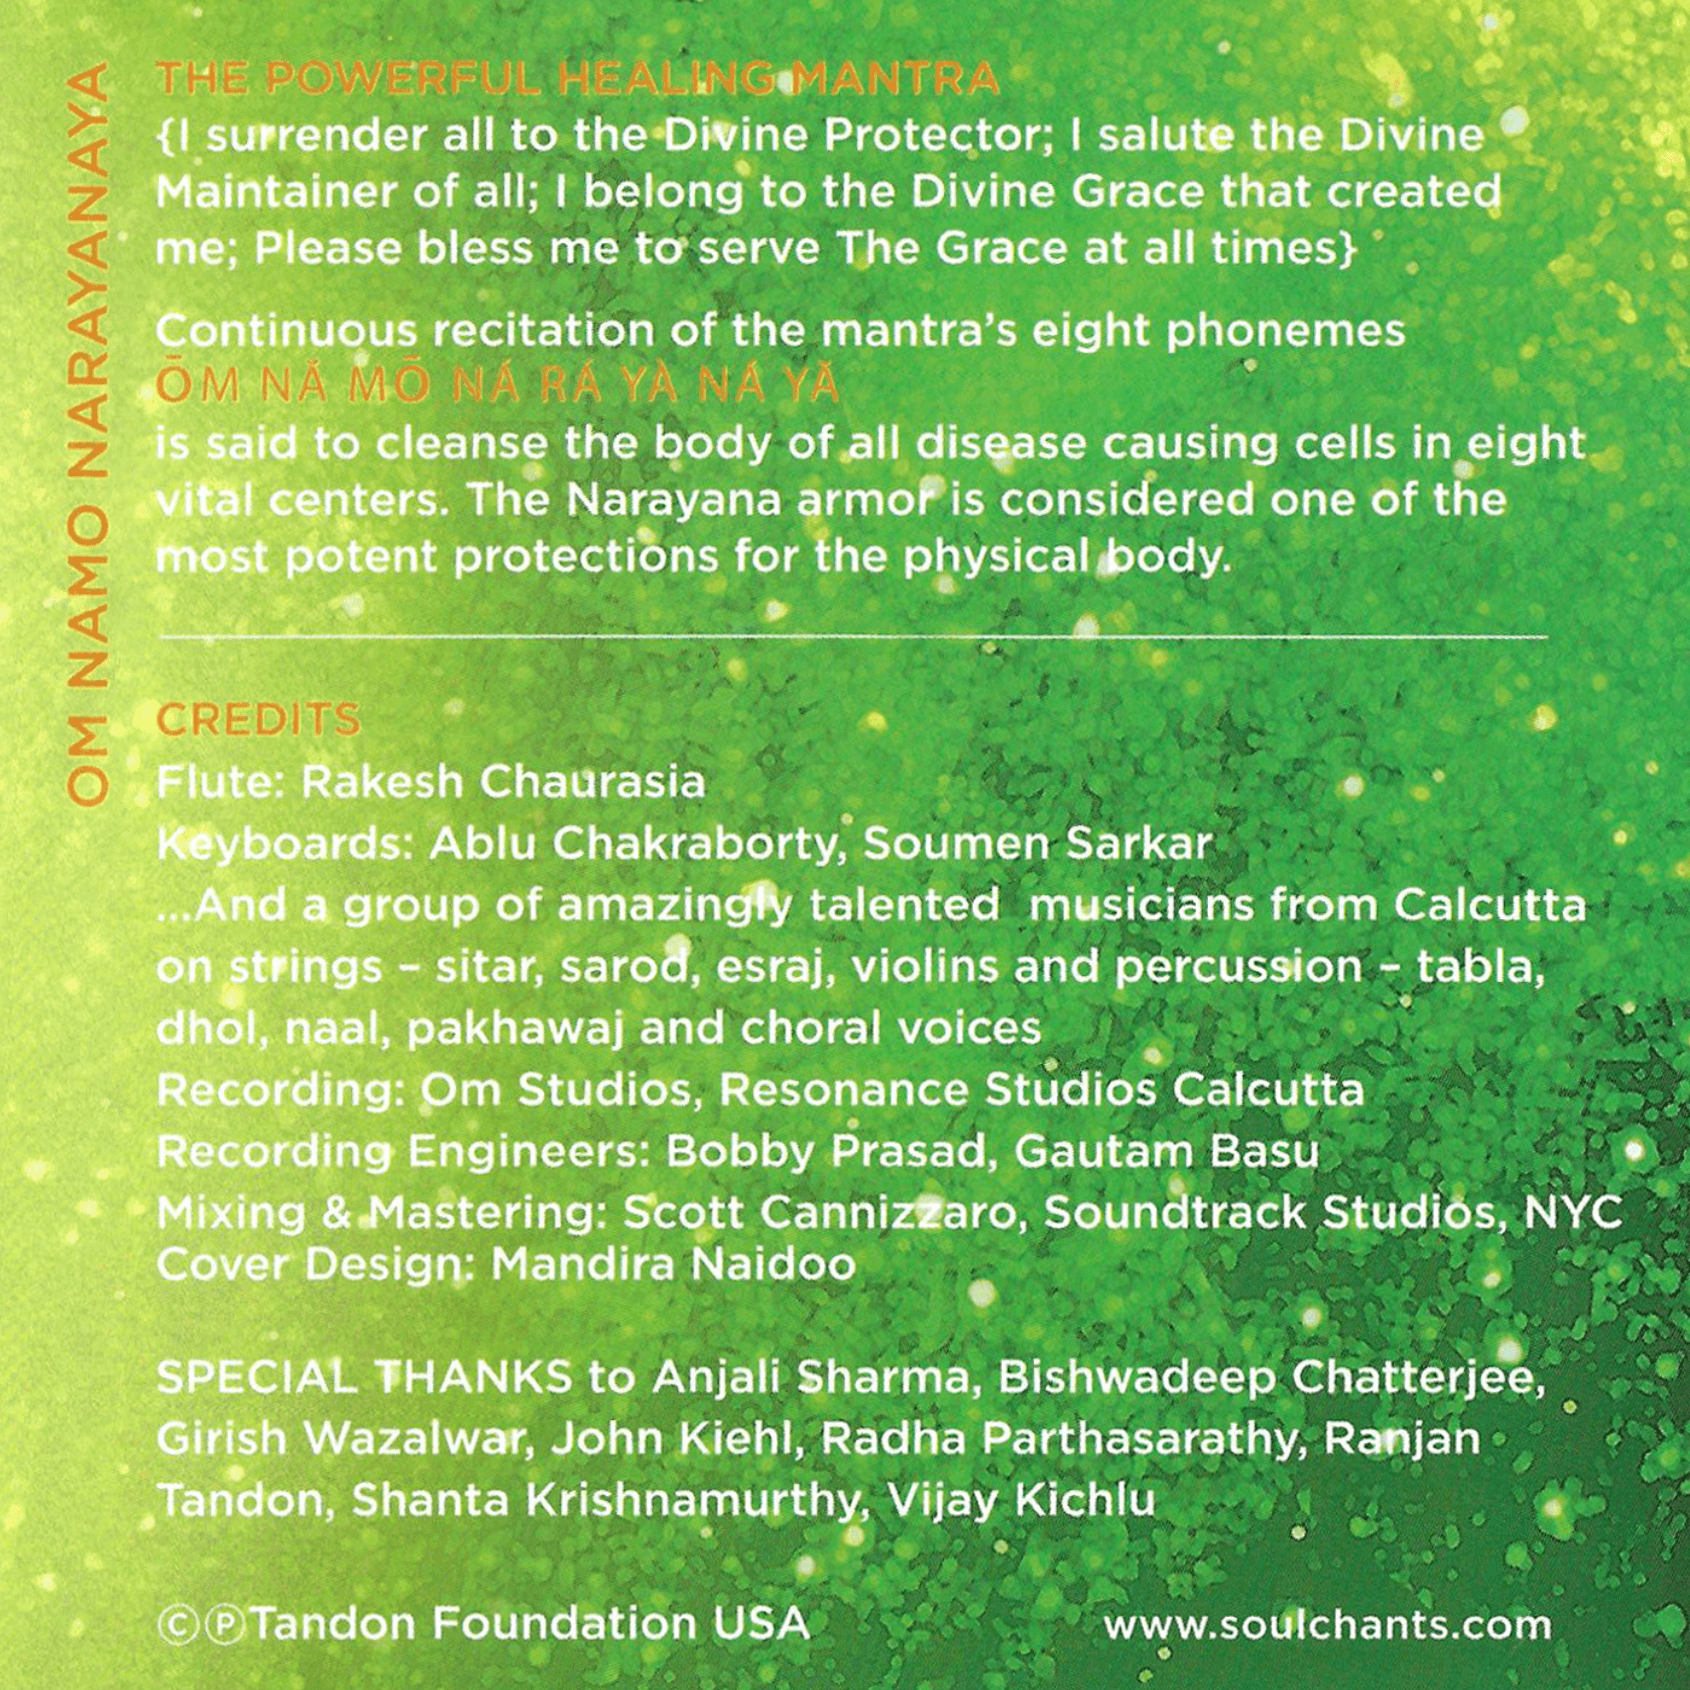 OM NAMO NARAYANAYA
THE POWERFUL HEALING MANTRA
{I surrender all to the Divine Protector; I salute the Divine
Maintainer of all; I belong to the Divine Grace that created
me; Please bless me to serve The Grace at all times}
Continuous recitation of the mantra's eight phonemes
ŌM NĂ MŌ NÁ RÁ YÀ NÁ YĂ
is said to cleanse the body of all disease causing cells in eight
vital centers. The Narayana armor is considered one of the
most potent protections for the physical body.
CREDITS
Flute: Rakesh Chaurasia
Keyboards: Ablu Chakraborty, Soumen Sarkar
...And a group of amazingly talented musicians from Calcutta
on strings – sitar, sarod, esraj, violins and percussion – tabla,
dhol, naal, pakhawaj and choral voices
Recording: Om Studios, Resonance Studios Calcutta
Recording Engineers: Bobby Prasad, Gautam Basu
Mixing & Mastering: Scott Cannizzaro, Soundtrack Studios, NYC
Cover Design: Mandira Naidoo
SPECIAL THANKS to Anjali Sharma, Bishwadeep Chatterjee,
Girish Wazalwar, John Kiehl, Radha Parthasarathy, Ranjan
Tandon, Shanta Krishnamurthy, Vijay Kichlu
©℗Tandon Foundation USA
www.soulchants.com